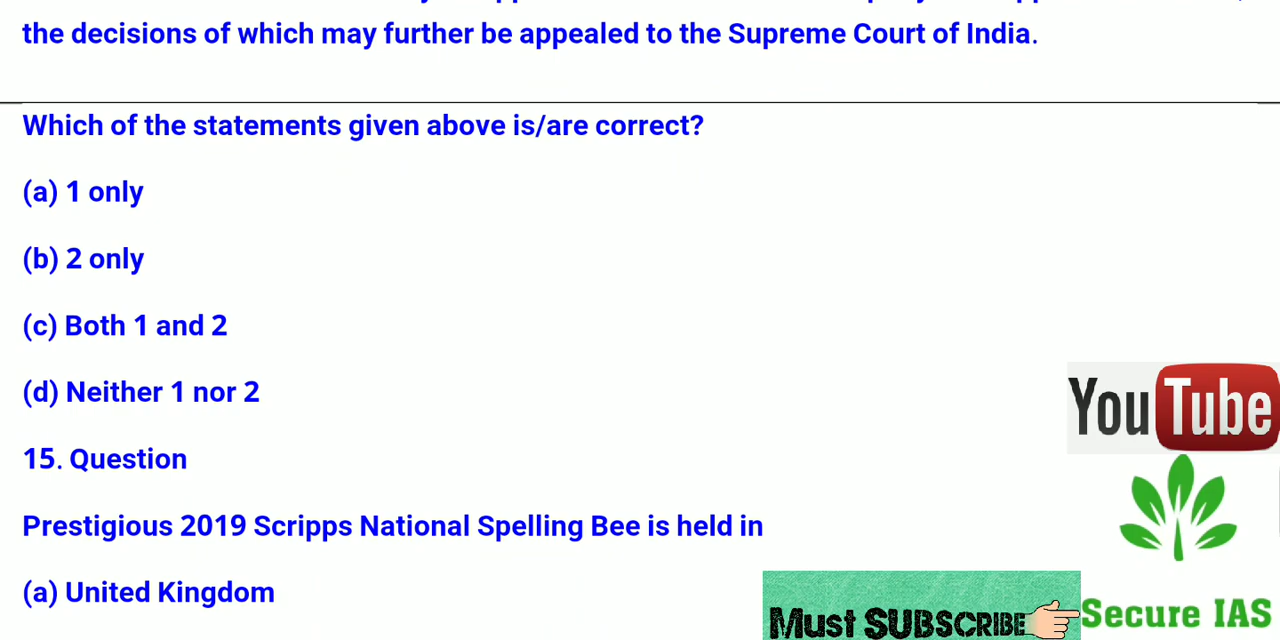 the decisions of which may further be appealed to the Supreme Court of India.
Which of the statements given above is/are correct?
(a) 1 only
(b) 2 only
(c) Both 1 and 2
(d) Neither 1 nor 2
15. Question
Prestigious 2019 Scripps National Spelling Bee is held in
(a) United Kingdom
YouTube
Must SUBSCRIBE
Secure IAS